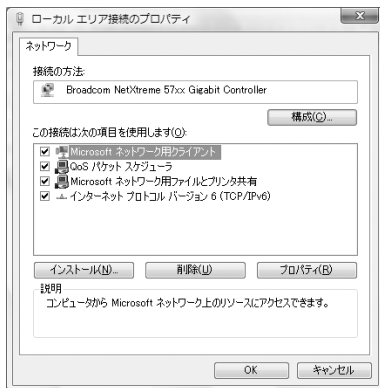 ローカル エリア接続のプロパティ
ネットワーク
接続の方法:
Broadcom NetXtreme 57xx Gigabit Controller
構成(C)...
この接続は次の項目を使用します(O):
Microsoft ネットワーク用クライアント
QoS パケット スケジューラ
Microsoft ネットワーク用ファイルとプリンタ共有
インターネット プロトコル バージョン 6 (TCP/IPv6)
インストール(N)... 削除(U) プロパティ(R)
説明
コンピュータから Microsoft ネットワーク上のリソースにアクセスできます。
OK キャンセル